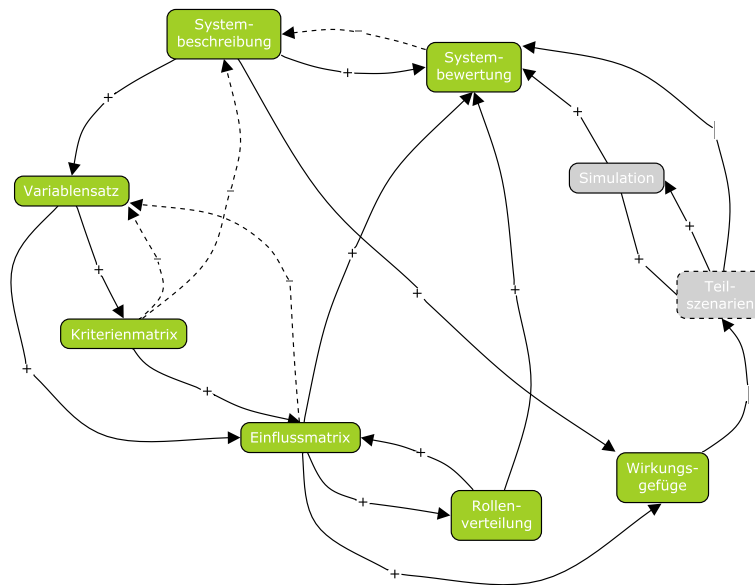 System-
beschreibung
System-
bewertung
Variablensatz
Simulation
Teil-
szenarien
Kriterienmatrix
Einflussmatrix
Wirkungs-
gefüge
Rollen-
verteilung